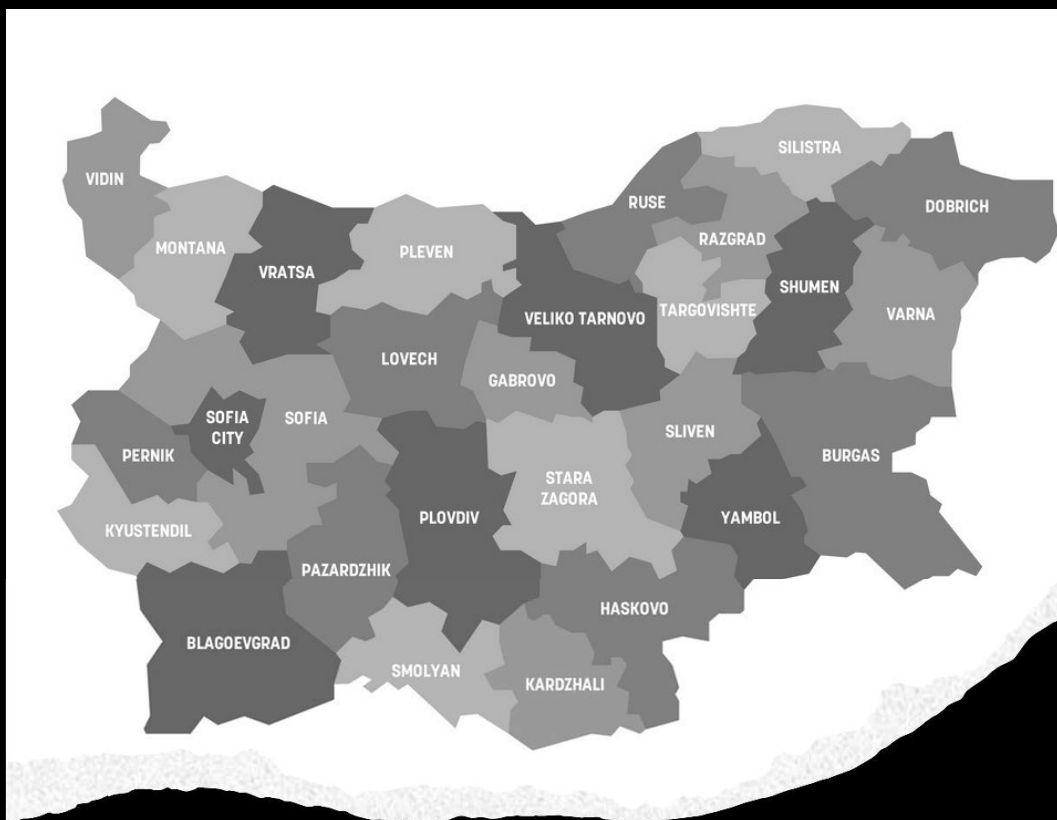 SILISTRA
VIDIN
RUSE
DOBRICH
RAZGRAD
MONTANA
PLEVEN
VRATSA
SHUMEN
TARGOVISHTE
VARNA
VELIKO TARNOVO
LOVECH
GABROVO
SOFIA
CITY
SOFIA
SLIVEN
PERNIK
BURGAS
STARA
ZAGORA
PLOVDIV
YAMBOL
KYUSTENDIL
PAZARDZHIK
HASKOVO
BLAGOEVGRAD
SMOLYAN
KARDZHALI